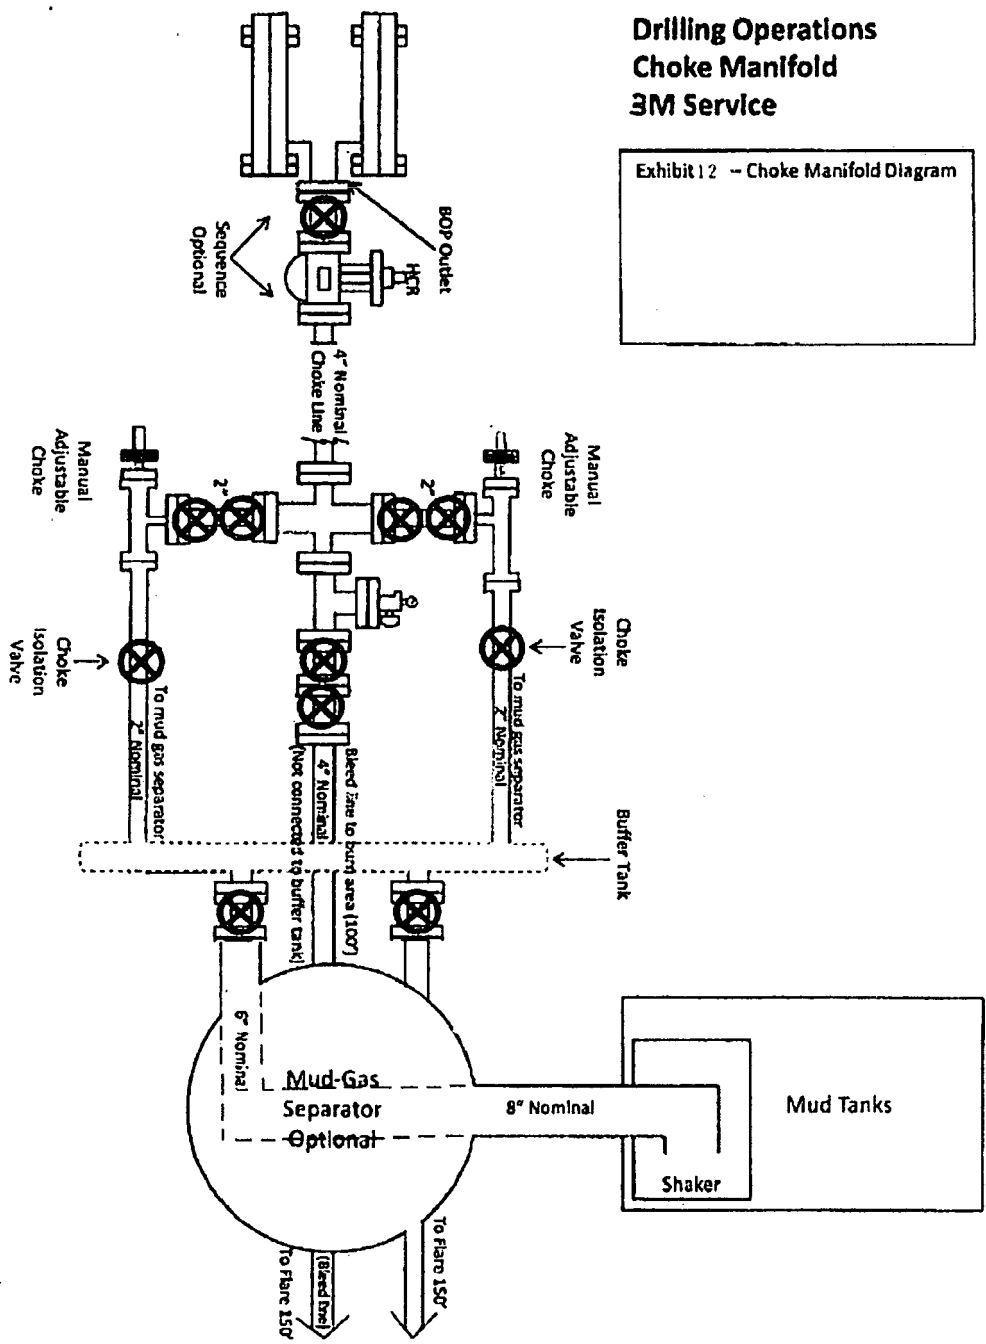 Drilling Operations
Choke Manifold
3M Service
Exhibit 12 – Choke Manifold Diagram
BOP Outlet
HCR
Sequence
Optional
4" Nominal
Choke Line
Manual
Adjustable
Choke
2"
2"
Manual
Adjustable
Choke
Choke
Isolation
Valve
Choke
Isolation
Valve
To mud gas separator
2" Nominal
Bleed line to burn area (100')
4" Nominal
(Not connected to buffer tank)
To mud gas separator
2" Nominal
Buffer Tank
6" Nominal
Mud-Gas
Separator
Optional
8" Nominal
Mud Tanks
Shaker
To Flare 150'
(Bleed line)
To Flare 150'